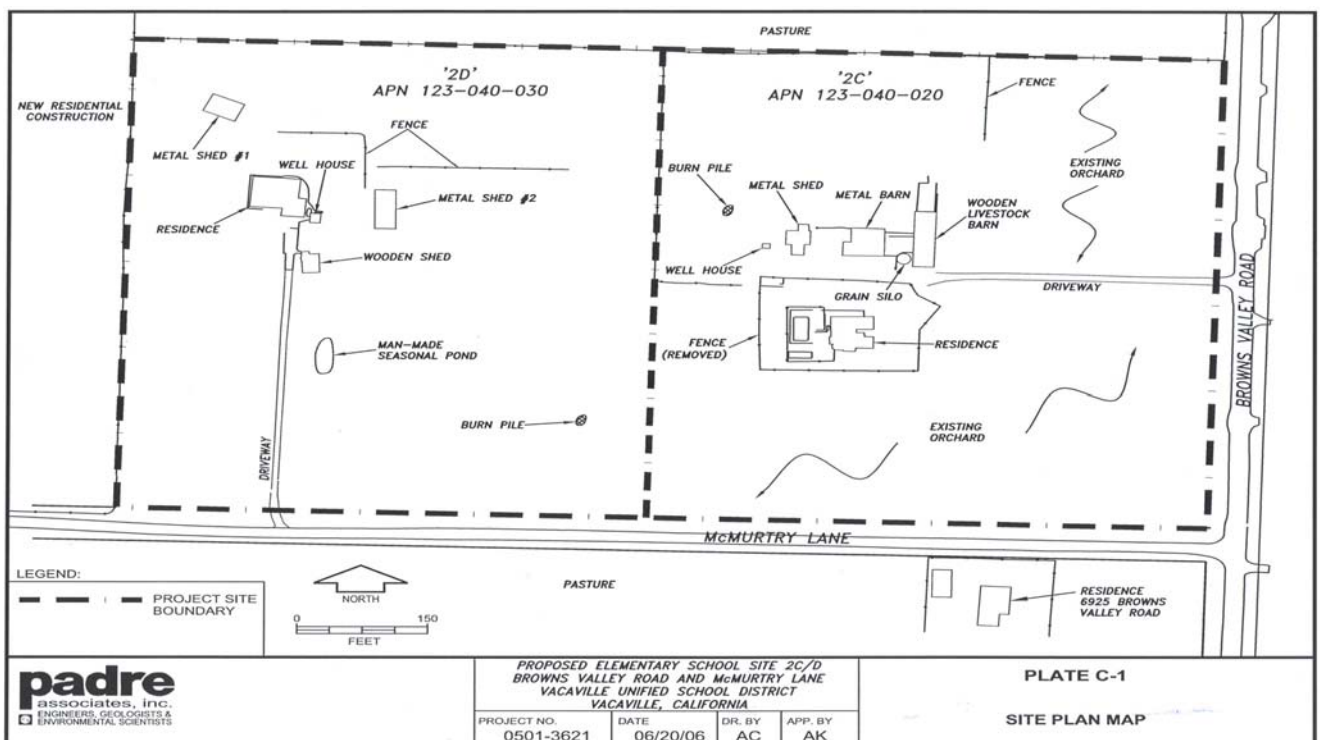 PASTURE
'2D'
APN 123-040-030
'2C'
APN 123-040-020
FENCE
NEW RESIDENTIAL
CONSTRUCTION
METAL SHED #1
FENCE
WELL HOUSE
METAL SHED #2
RESIDENCE
WOODEN SHED
MAN-MADE
SEASONAL POND
BURN PILE
DRIVEWAY
BURN PILE
METAL SHED
METAL BARN
WOODEN
LIVESTOCK
BARN
EXISTING
ORCHARD
WELL HOUSE
GRAIN SILO
DRIVEWAY
FENCE
(REMOVED)
RESIDENCE
EXISTING
ORCHARD
BROWNS VALLEY ROAD
McMURTRY LANE
LEGEND:
PROJECT SITE
BOUNDARY
NORTH
0 150
FEET
PASTURE
RESIDENCE
6925 BROWNS
VALLEY ROAD
padre
associates, inc.
ENGINEERS, GEOLOGISTS &
ENVIRONMENTAL SCIENTISTS
PROPOSED ELEMENTARY SCHOOL SITE 2C/D
BROWNS VALLEY ROAD AND McMURTRY LANE
VACAVILLE UNIFIED SCHOOL DISTRICT
VACAVILLE, CALIFORNIA
PROJECT NO. DATE DR. BY APP. BY
0501-3621 06/20/06 AC AK
PLATE C-1
SITE PLAN MAP